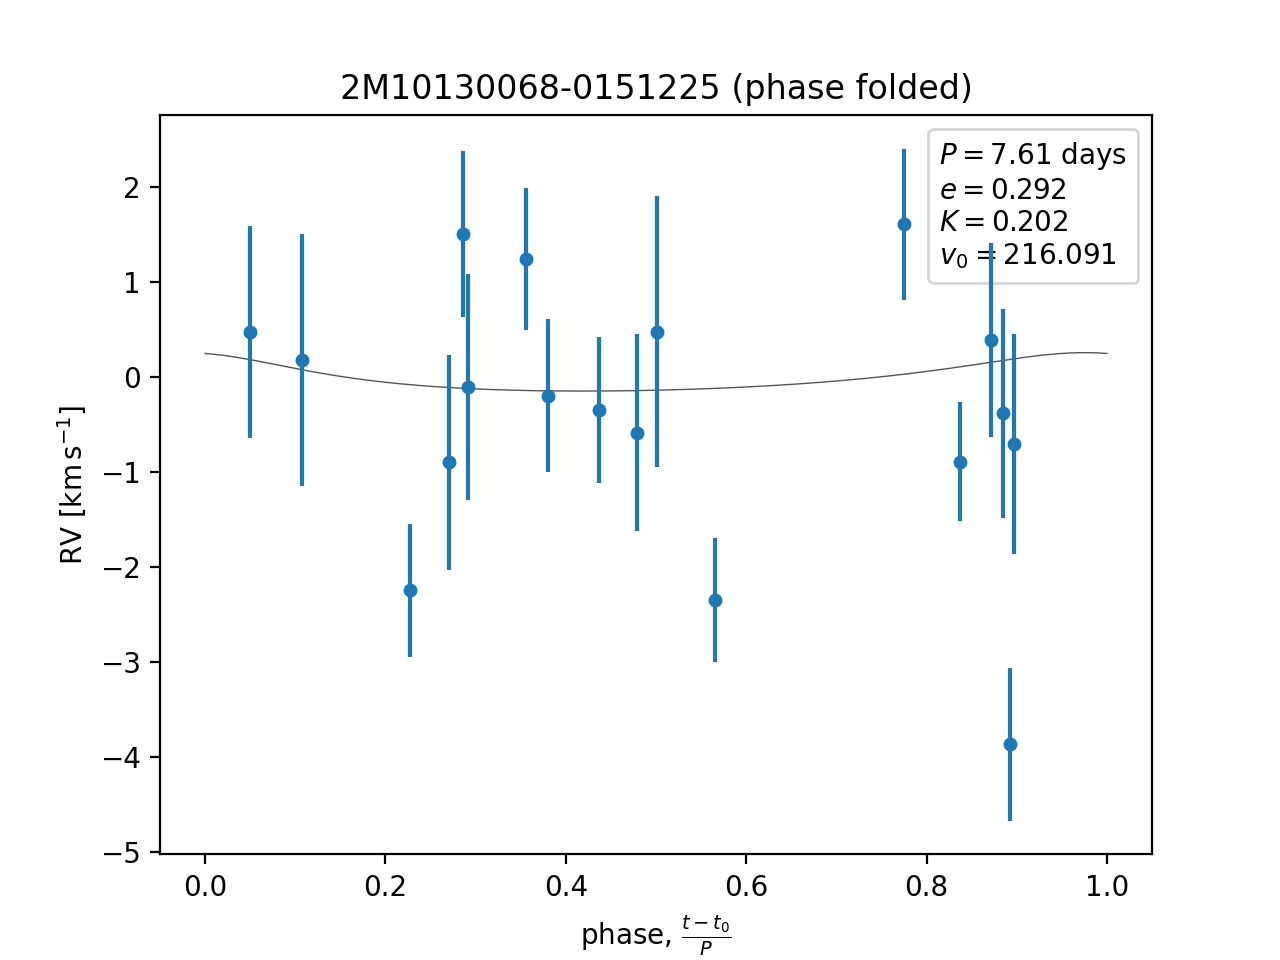 2M10130068-0151225 (phase folded)
P = 7.61 days
e = 0.292
K = 0.202
v₀ = 216.091
2
1
0
−1
−2
−3
−4
−5
RV [km s⁻¹]
0.0 0.2 0.4 0.6 0.8 1.0
phase, (t − t₀)/P